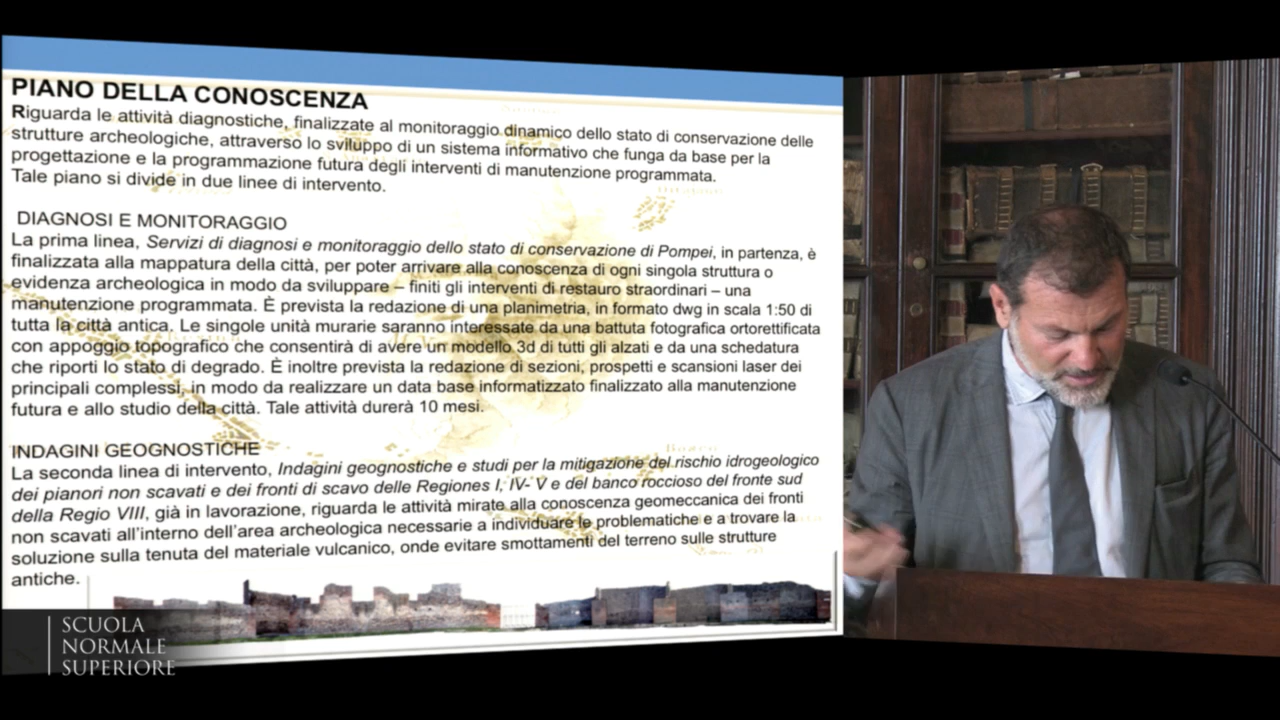 PIANO DELLA CONOSCENZA
Riguarda le attività diagnostiche, finalizzate al monitoraggio dinamico dello stato di conservazione delle
strutture archeologiche, attraverso lo sviluppo di un sistema informativo che funga da base per la
progettazione e la programmazione futura degli interventi di manutenzione programmata.
Tale piano si divide in due linee di intervento.
DIAGNOSI E MONITORAGGIO
La prima linea, Servizi di diagnosi e monitoraggio dello stato di conservazione di Pompei, in partenza, è
finalizzata alla mappatura della città, per poter arrivare alla conoscenza di ogni singola struttura o
evidenza archeologica in modo da sviluppare – finiti gli interventi di restauro straordinari – una
manutenzione programmata. È prevista la redazione di una planimetria, in formato dwg in scala 1:50 di
tutta la città antica. Le singole unità murarie saranno interessate da una battuta fotografica ortorettificata
con appoggio topografico che consentirà di avere un modello 3d di tutti gli alzati e da una schedatura
che riporti lo stato di degrado. È inoltre prevista la redazione di sezioni, prospetti e scansioni laser dei
principali complessi, in modo da realizzare un data base informatizzato finalizzato alla manutenzione
futura e allo studio della città. Tale attività durerà 10 mesi.
INDAGINI GEOGNOSTICHE
La seconda linea di intervento, Indagini geognostiche e studi per la mitigazione del rischio idrogeologico
dei pianori non scavati e dei fronti di scavo delle Regiones I, IV- V e del banco roccioso del fronte sud
della Regio VIII, già in lavorazione, riguarda le attività mirate alla conoscenza geomeccanica dei fronti
non scavati all'interno dell'area archeologica necessarie a individuare le problematiche e a trovare la
soluzione sulla tenuta del materiale vulcanico, onde evitare smottamenti del terreno sulle strutture
antiche.
SCUOLA
NORMALE
SUPERIORE